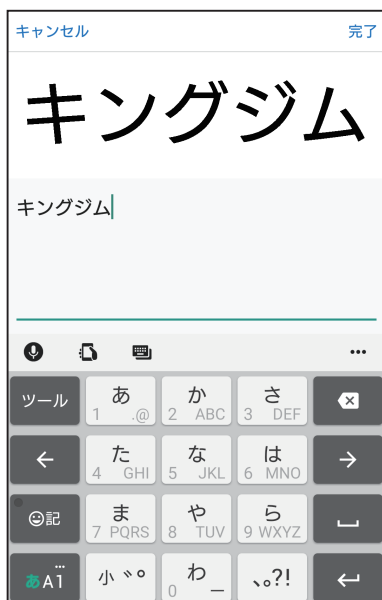 キャンセル 完了
キングジム
キングジム
ツール あ 1 .@ か 2 ABC さ 3 DEF
た 4 GHI な 5 JKL は 6 MNO
記 ま 7 PQRS や 8 TUV ら 9 WXYZ
あA1 小゛゜ わ 0 ー 、。?!